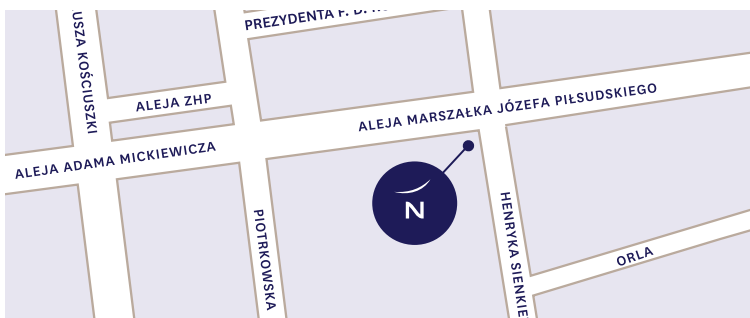 PREZYDENTA F. D.
USZA KOŚCIUSZKI
ALEJA ZHP
ALEJA MARSZAŁKA JÓZEFA PIŁSUDSKIEGO
ALEJA ADAMA MICKIEWICZA
N
PIOTRKOWSKA
HENRYKA SIENKIE
ORLA